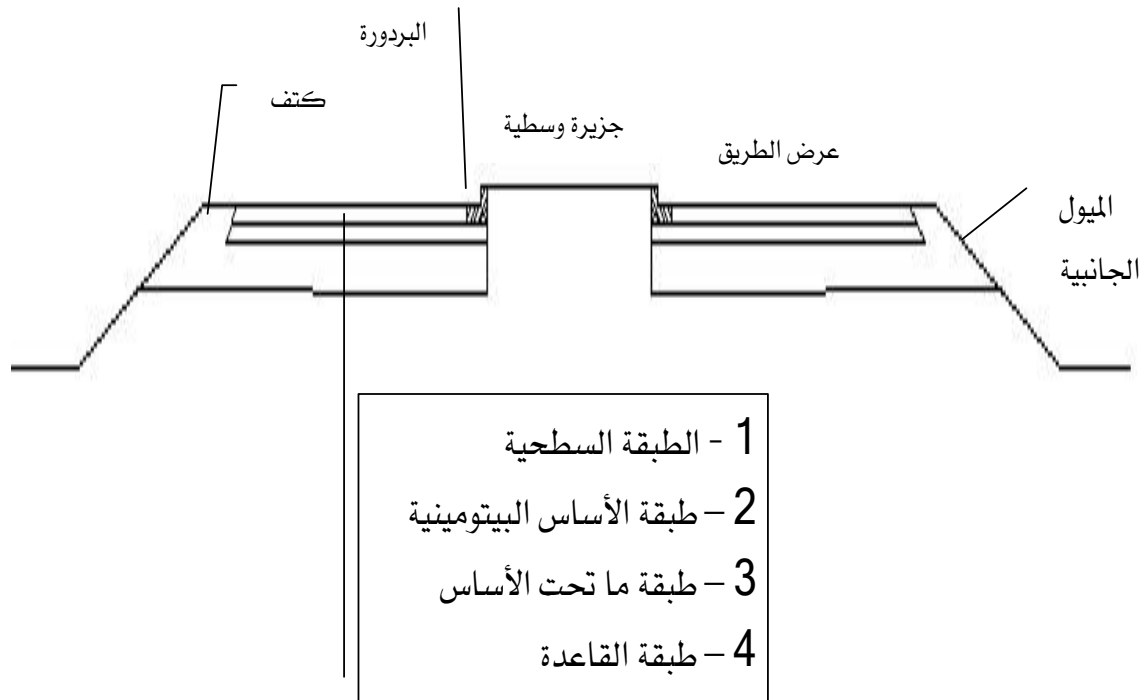 البردورة
كتف
جزيرة وسطية
عرض الطريق
الميول
الجانبية
1 - الطبقة السطحية
2 – طبقة الأساس البيتومينية
3 – طبقة ما تحت الأساس
4 – طبقة القاعدة